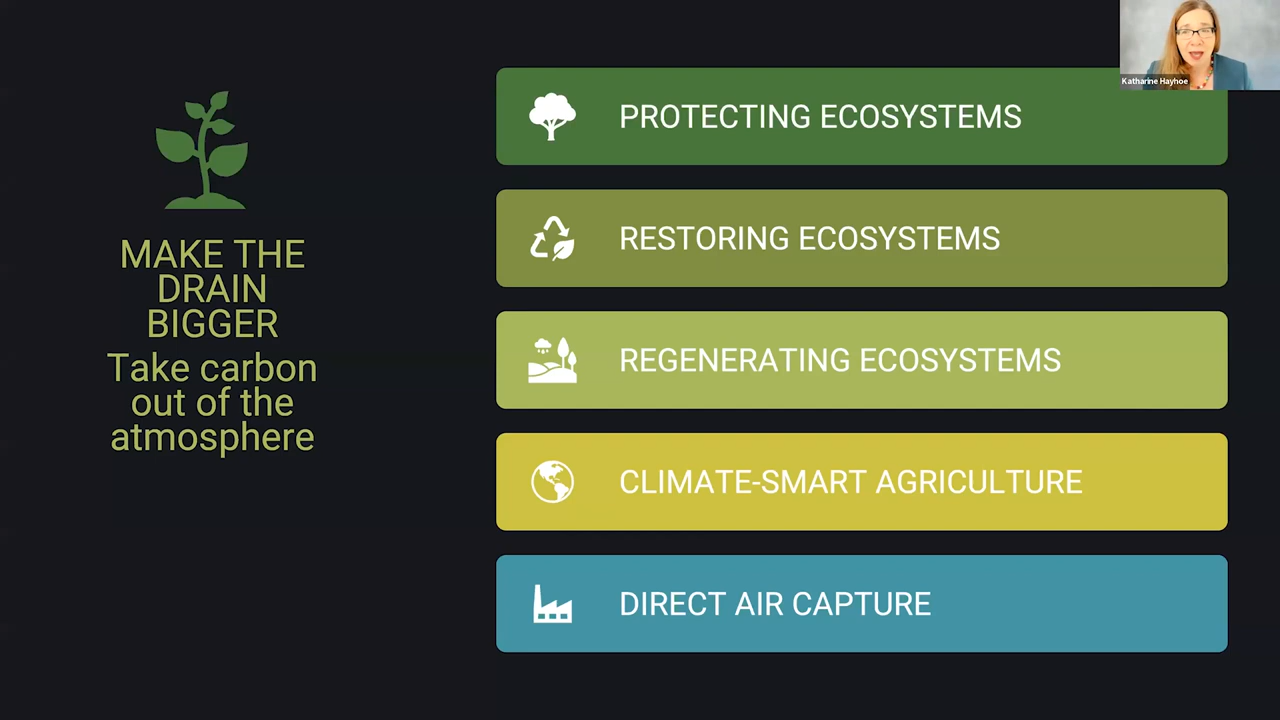 MAKE THE
DRAIN
BIGGER
Take carbon
out of the
atmosphere
PROTECTING ECOSYSTEMS
RESTORING ECOSYSTEMS
REGENERATING ECOSYSTEMS
CLIMATE-SMART AGRICULTURE
DIRECT AIR CAPTURE
Katharine Hayhoe